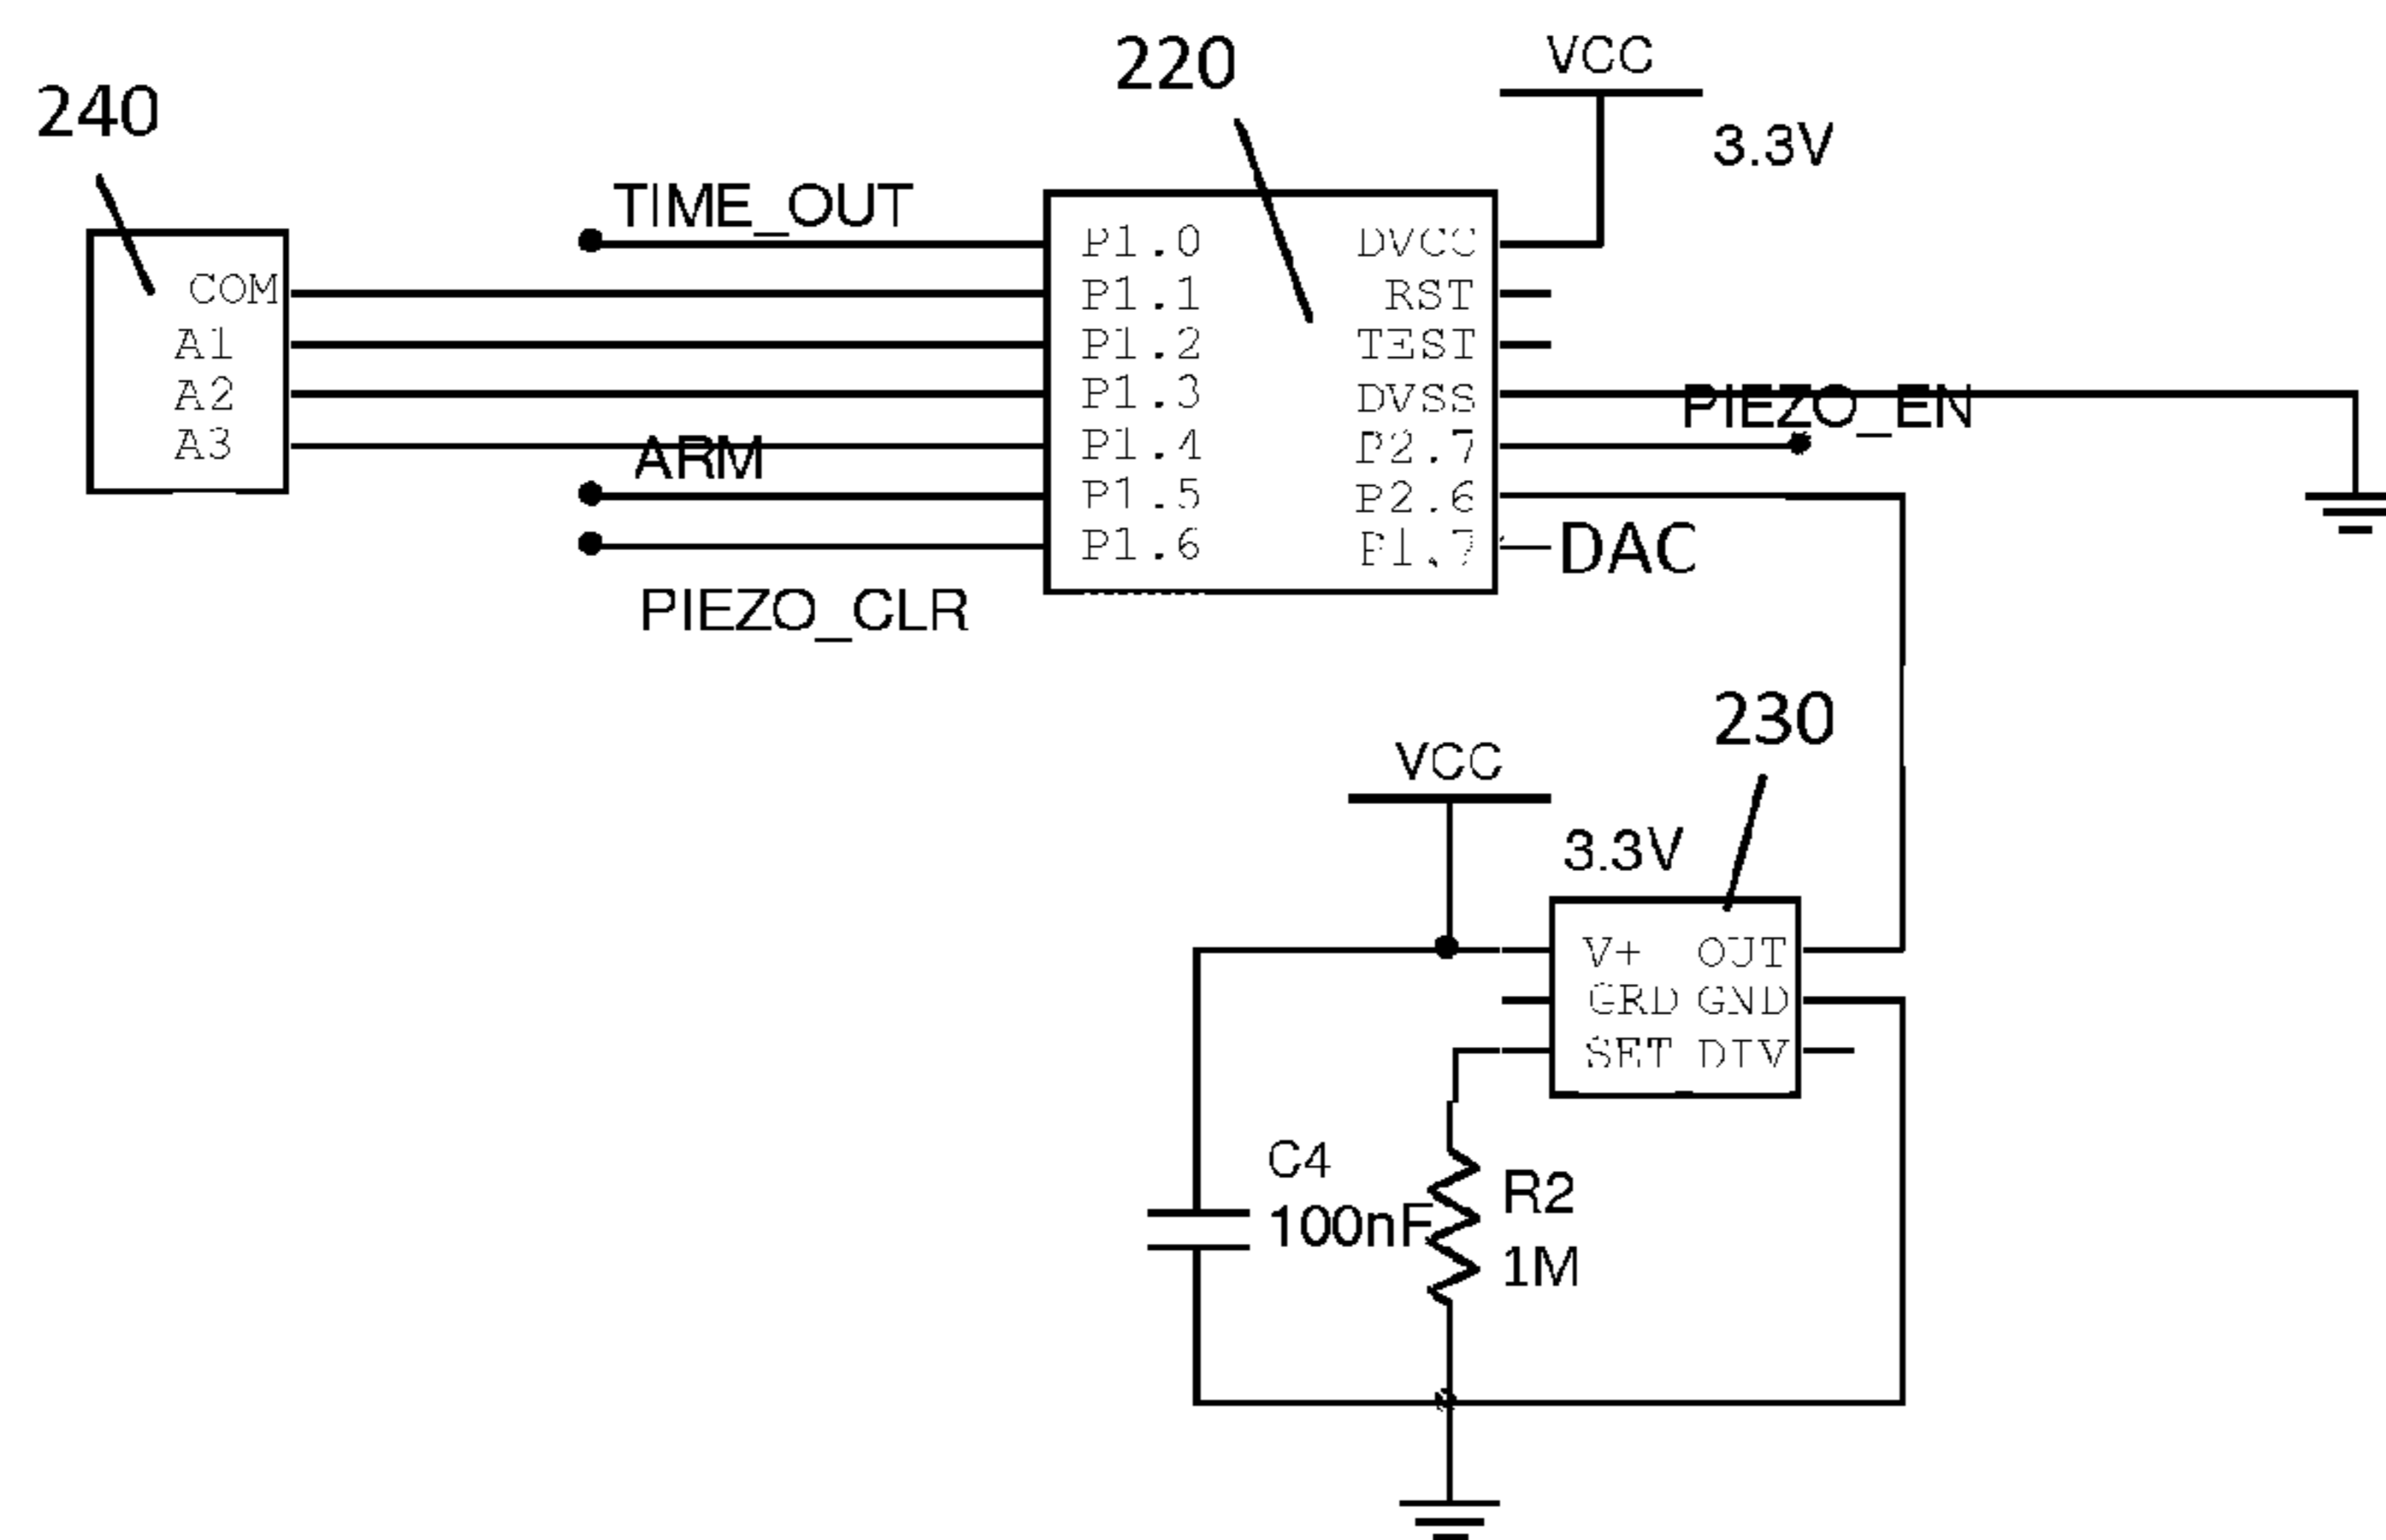 240
COM
A1
A2
A3
TIME_OUT
ARM
PIEZO_CLR
220
P1.0 DVCC
P1.1 RST
P1.2 TEST
P1.3 DVSS
P1.4 P2.7
P1.5 P2.6
P1.6 P1.7
VCC
3.3V
PIEZO_EN
DAC
230
VCC
3.3V
V+ OUT
GRD GND
SET DIV
C4
100nF
R2
1M